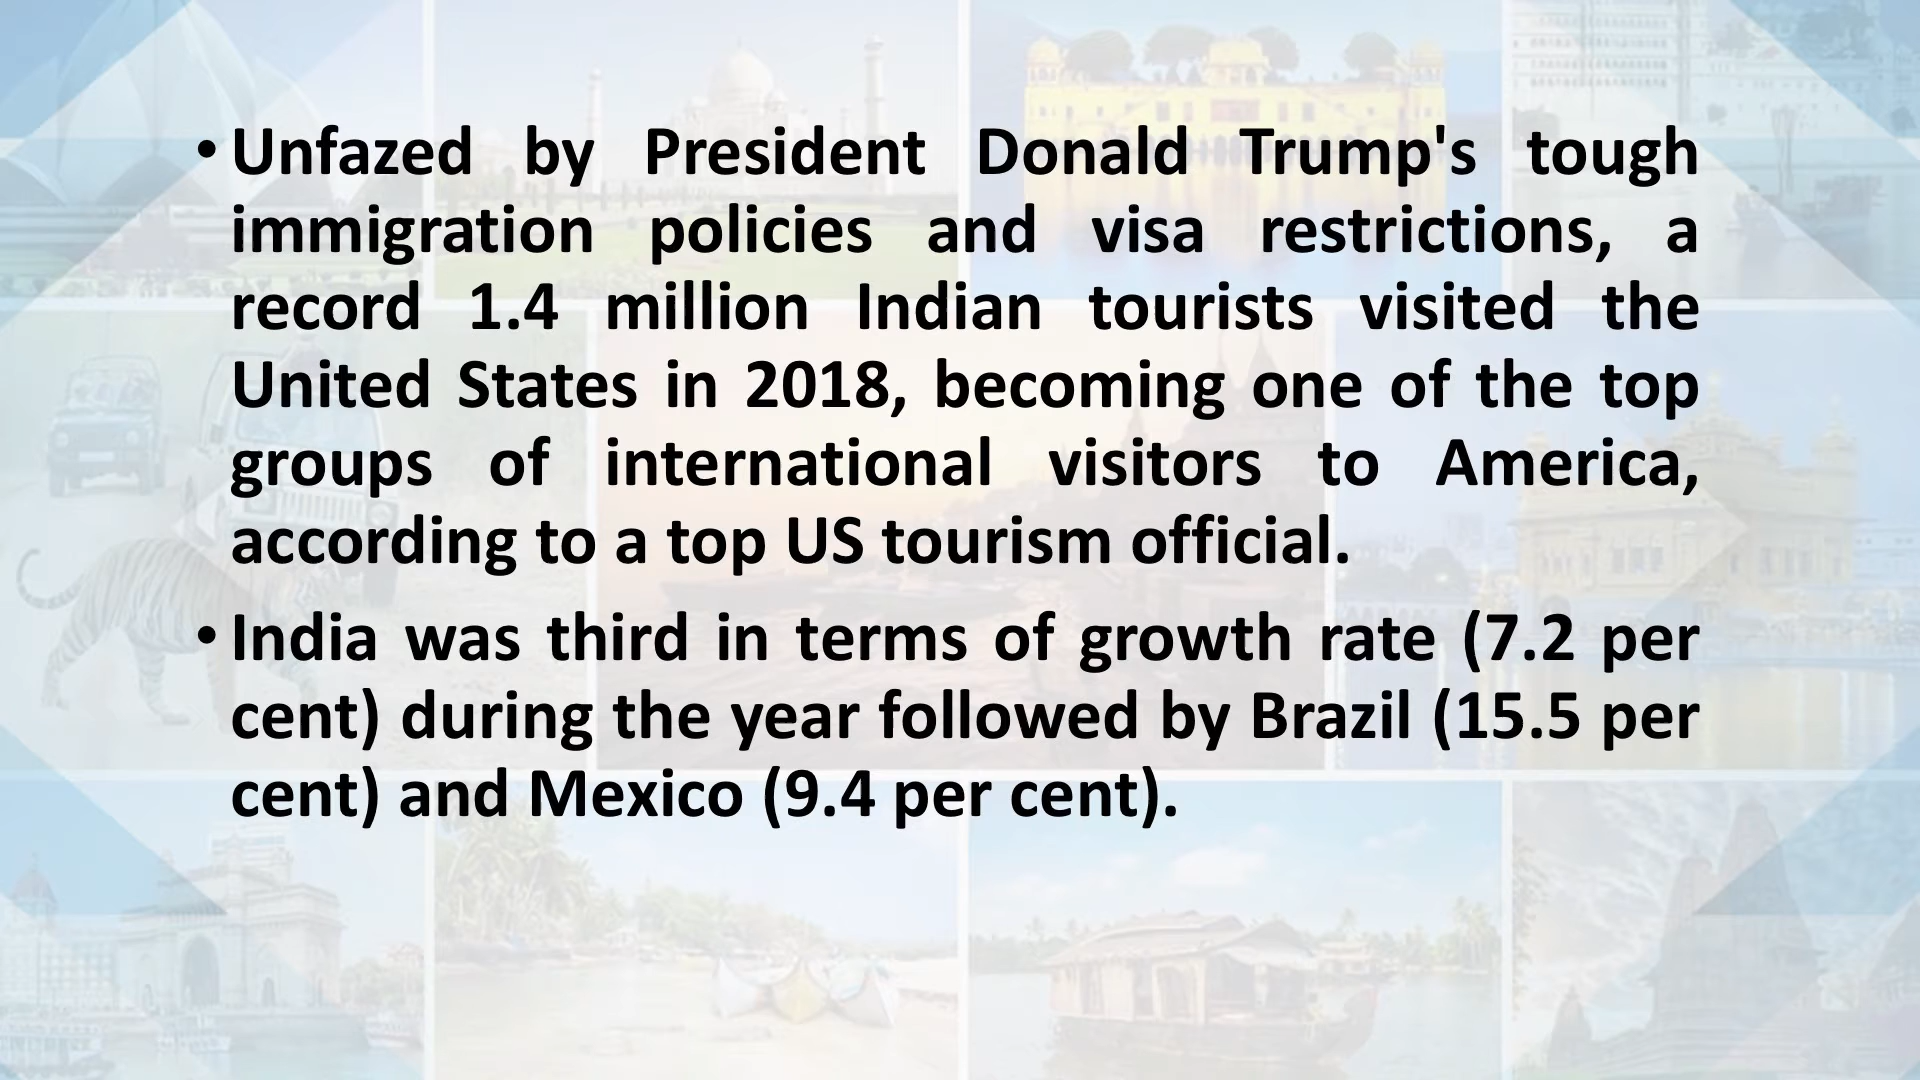 • Unfazed by President Donald Trump's tough
immigration policies and visa restrictions, a
record 1.4 million Indian tourists visited the
United States in 2018, becoming one of the top
groups of international visitors to America,
according to a top US tourism official.
• India was third in terms of growth rate (7.2 per
cent) during the year followed by Brazil (15.5 per
cent) and Mexico (9.4 per cent).